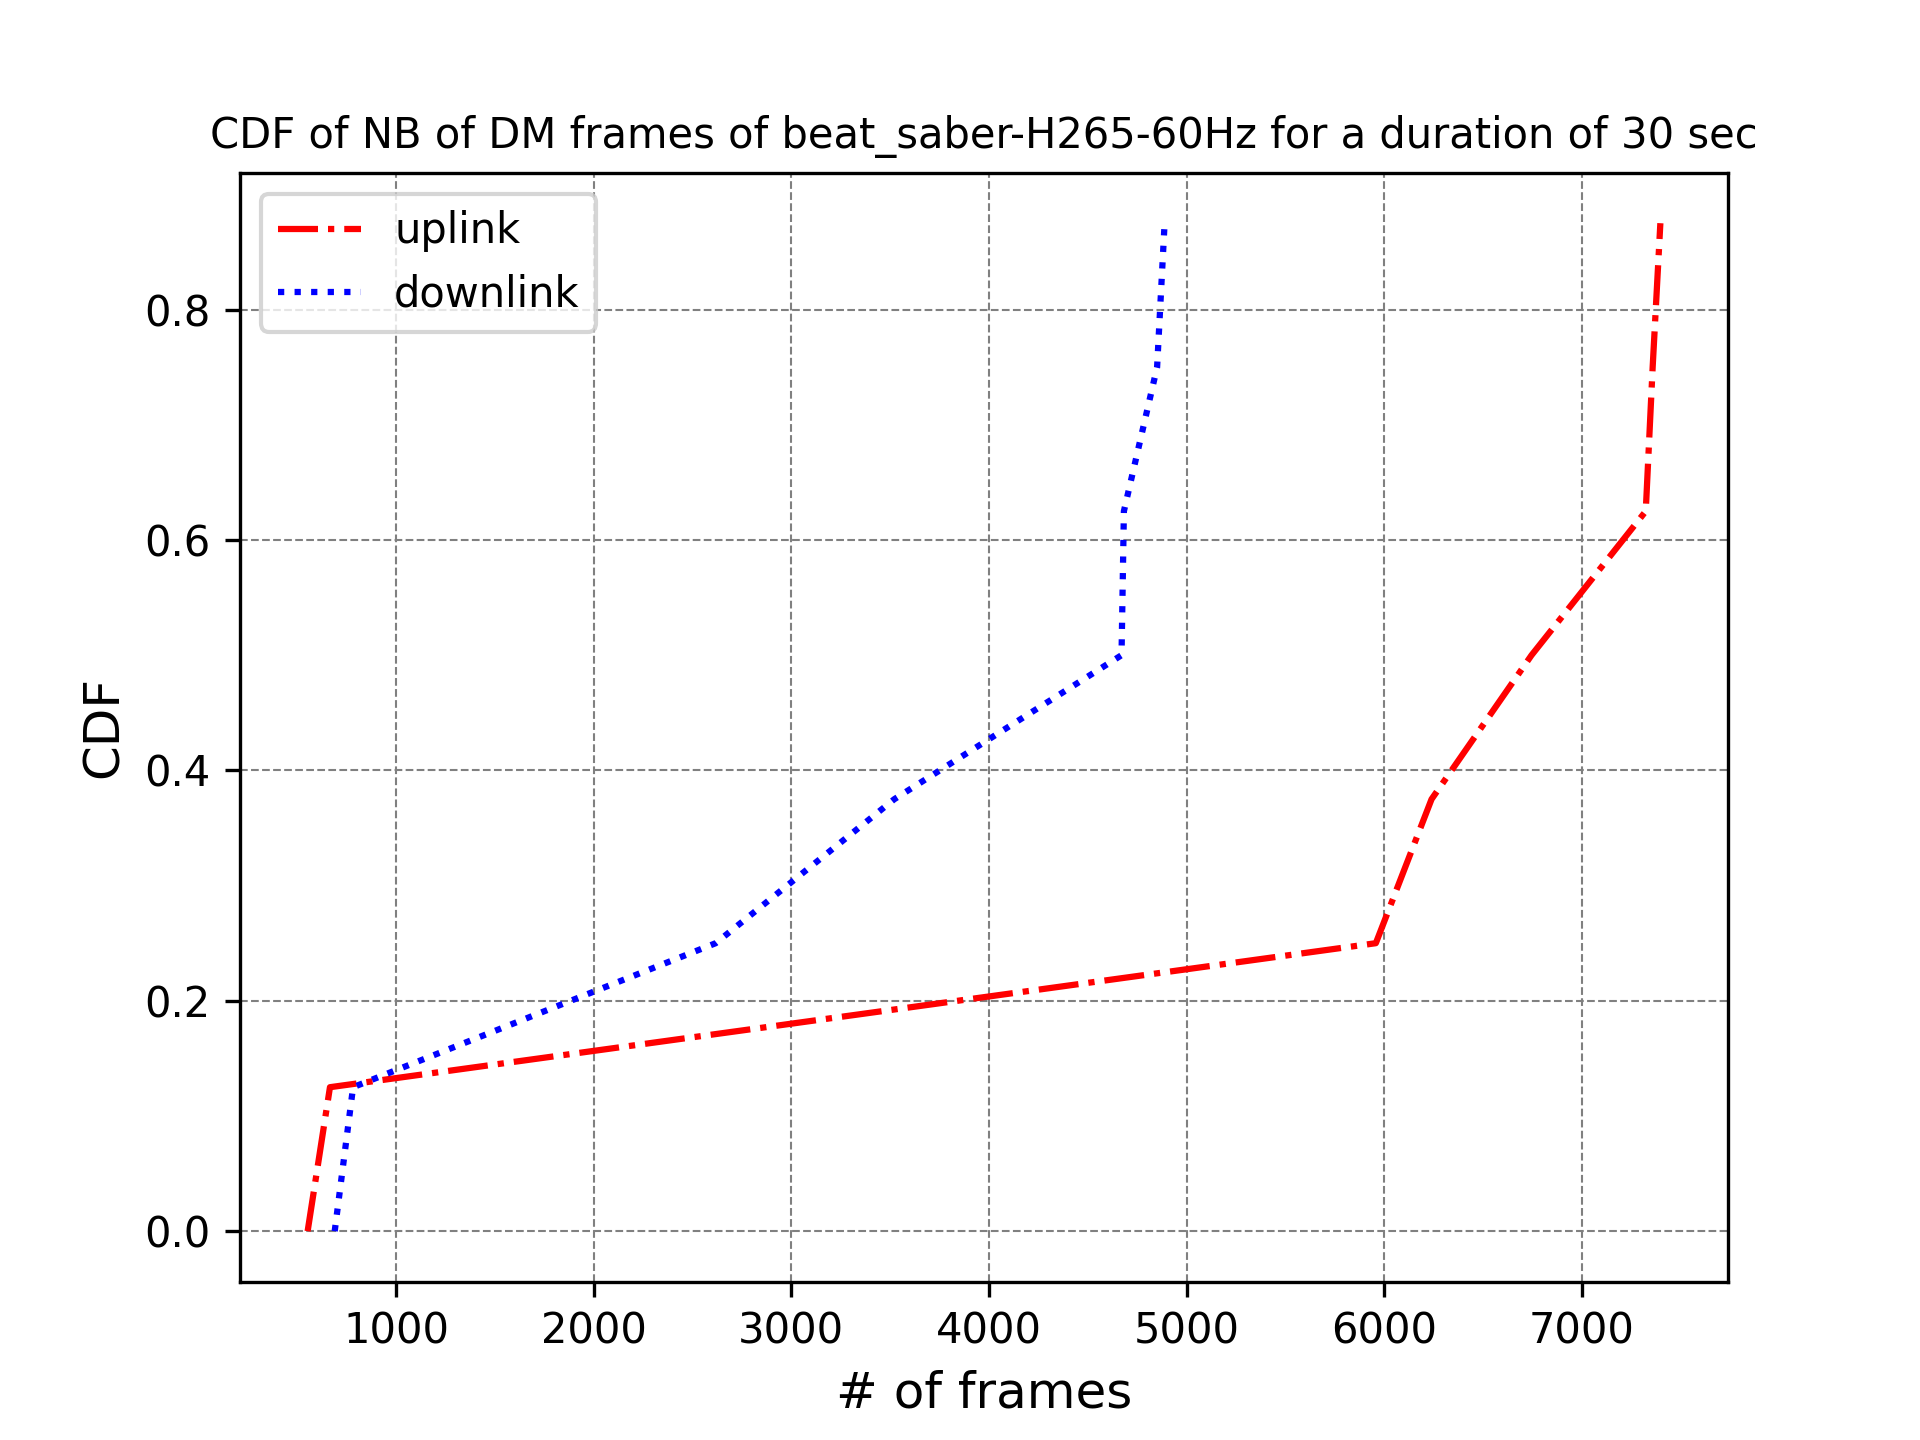 CDF of NB of DM frames of beat_saber-H265-60Hz for a duration of 30 sec
uplink
downlink
0.8
0.6
0.4
0.2
0.0
CDF
1000 2000 3000 4000 5000 6000 7000
# of frames